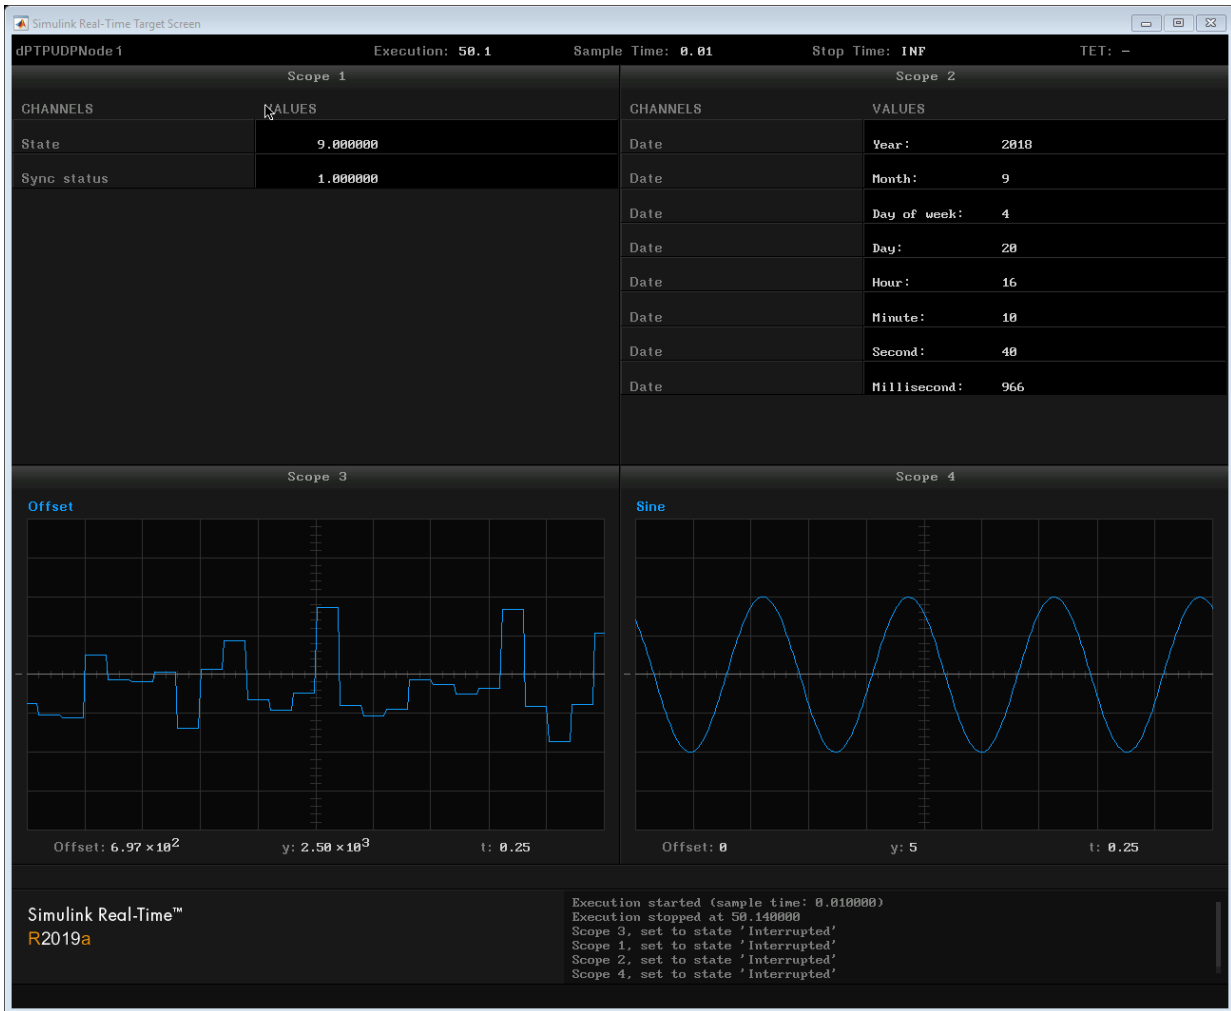 Simulink Real-Time Target Screen
dPTPUDPNode1 Execution: 50.1 Sample Time: 0.01 Stop Time: INF TET: -
Scope 1
CHANNELS VALUES
State 9.000000
Sync status 1.000000
Scope 2
CHANNELS VALUES
Date Year: 2018
Date Month: 9
Date Day of week: 4
Date Day: 20
Date Hour: 16
Date Minute: 10
Date Second: 40
Date Millisecond: 966
Scope 3
Offset
Offset: 6.97 ×10² y: 2.50 ×10³ t: 0.25
Scope 4
Sine
Offset: 0 y: 5 t: 0.25
Simulink Real-Time™
R2019a
Execution started (sample time: 0.010000)
Execution stopped at 50.140000
Scope 3, set to state 'Interrupted'
Scope 1, set to state 'Interrupted'
Scope 2, set to state 'Interrupted'
Scope 4, set to state 'Interrupted'